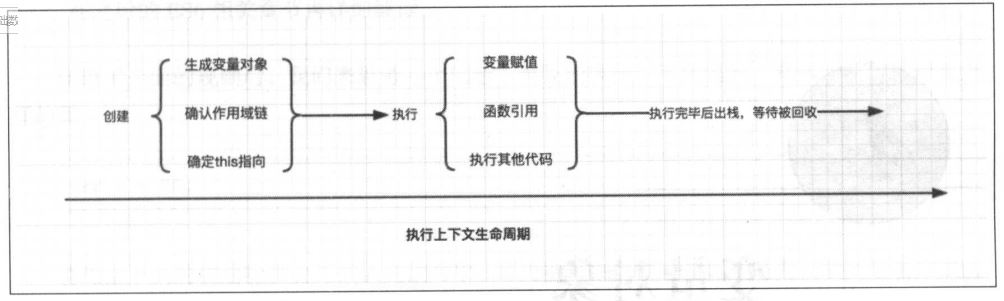 出数
生成变量对象
变量赋值
创建
确认作用域链
执行
函数引用
执行完毕后出栈，等待被回收
确定this指向
执行其他代码
执行上下文生命周期